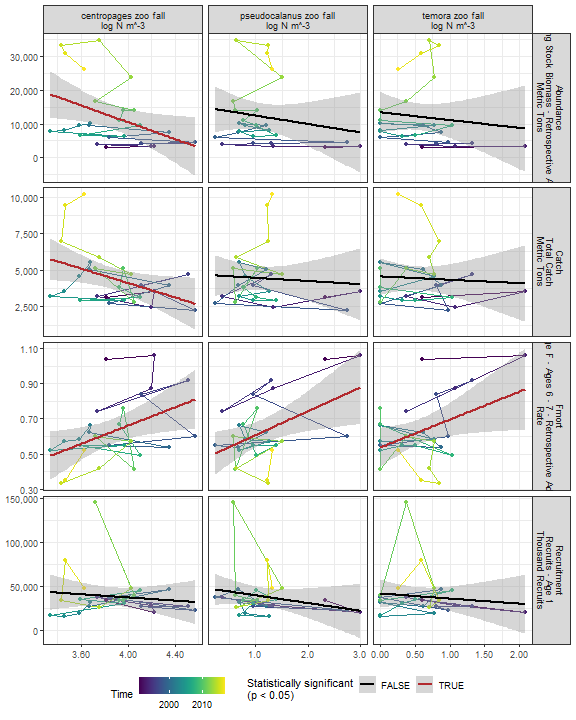 centropages zoo fall
log N m^-3
pseudocalanus zoo fall
log N m^-3
temora zoo fall
log N m^-3
30,000
20,000
10,000
0
Abundance
Stock Biomass - Retrospective
Metric Tons
10,000
7,500
5,000
2,500
Catch
Total Catch
Metric Tons
1.10
0.90
0.70
0.50
0.30
Fmort
F - Ages 6 - 7 - Retrospective
Rate
150,000
100,000
50,000
0
Recruitment
Recruits - Age 1
Thousand Recruits
3.60 4.00 4.40
1.0 2.0 3.0
0.00 0.50 1.00 1.50 2.00
Time
2000 2010
Statistically significant
(p < 0.05)
FALSE
TRUE